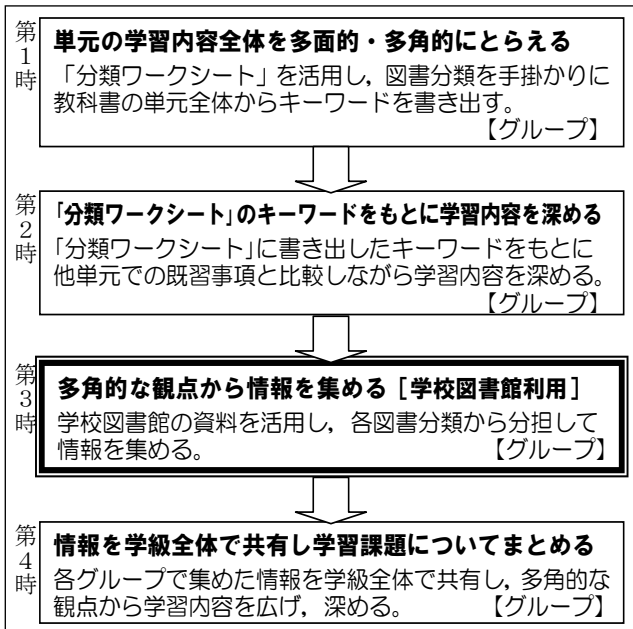 第1時
単元の学習内容全体を多面的・多角的にとらえる
「分類ワークシート」を活用し，図書分類を手掛かりに
教科書の単元全体からキーワードを書き出す。
【グループ】
第2時
「分類ワークシート」のキーワードをもとに学習内容を深める
「分類ワークシート」に書き出したキーワードをもとに
他単元での既習事項と比較しながら学習内容を深める。
【グループ】
第3時
多角的な観点から情報を集める［学校図書館利用］
学校図書館の資料を活用し，各図書分類から分担して
情報を集める。 【グループ】
第4時
情報を学級全体で共有し学習課題についてまとめる
各グループで集めた情報を学級全体で共有し，多角的な
観点から学習内容を広げ，深める。 【グループ】